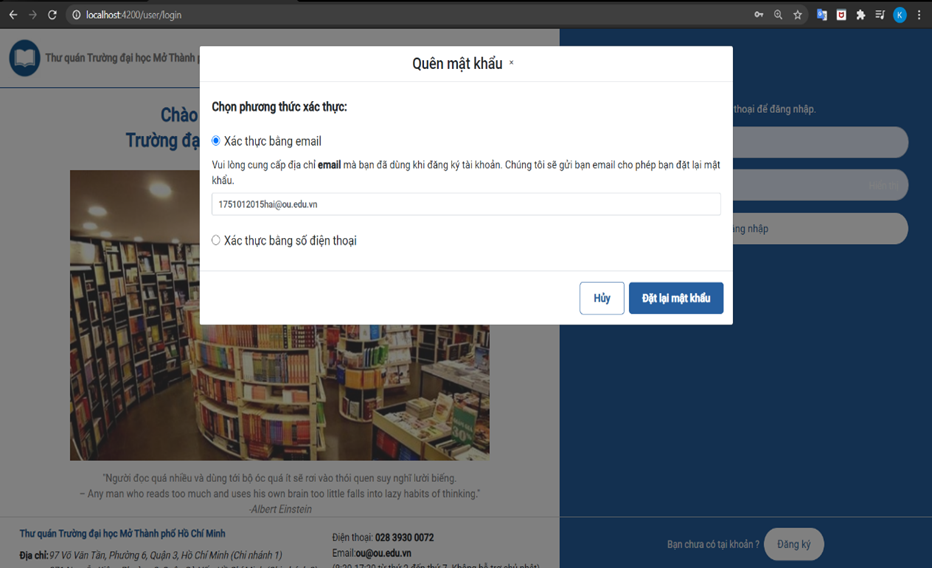 localhost:4200/user/login
K
Thư quán Trường đại học Mở Thành
Quên mật khẩu ×
Chọn phương thức xác thực:
Xác thực bằng email
Vui lòng cung cấp địa chỉ email mà bạn đã dùng khi đăng ký tài khoản. Chúng tôi sẽ gửi bạn email cho phép bạn đặt lại mật
khẩu.
1751012015hai@ou.edu.vn
Xác thực bằng số điện thoại
Hủy
Đặt lại mật khẩu
Chào
Trường
thoại để đăng nhập.
nhập
30%
"Người đọc quá nhiều và dùng tới bộ óc quá ít sẽ rơi vào thói quen suy nghĩ lười biếng.
– Any man who reads too much and uses his own brain too little falls into lazy habits of thinking."
-Albert Einstein
Thư quán Trường đại học Mở Thành phố Hồ Chí Minh
Địa chỉ: 97 Võ Văn Tần, Phường 6, Quận 3, Hồ Chí Minh (Chi nhánh 1)
Điện thoại: 028 3930 0072
Email:ou@ou.edu.vn
Bạn chưa có tại khoản ?
Đăng ký